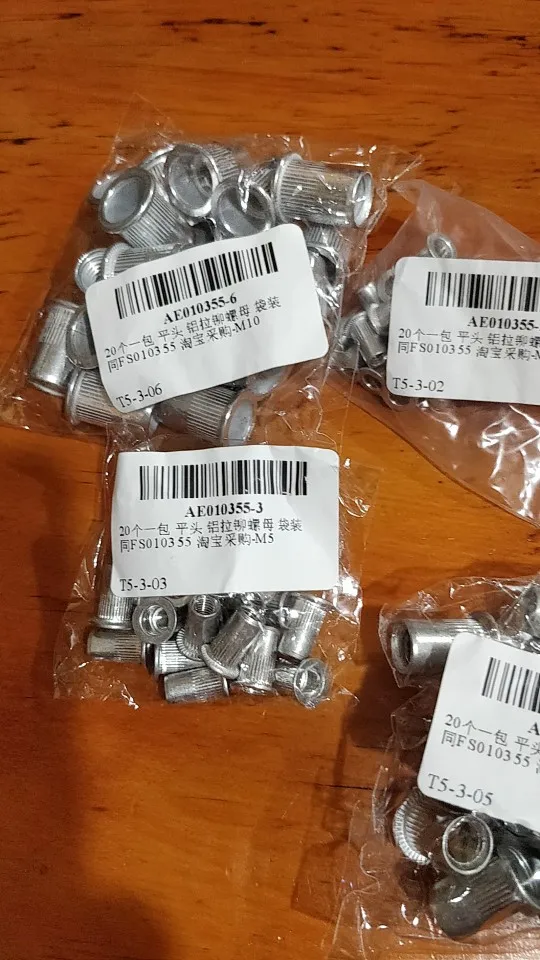 AE010355-6
20个一包 平头 铝拉铆螺母 袋装
同FS010355 淘宝采购-M10
T5-3-06
AE010355-
20个一包 平头 铝拉铆螺母
同FS010355 淘宝采购-M
T5-3-02
AE010355-3
20个一包 平头 铝拉铆螺母 袋装
同FS010355 淘宝采购-M5
T5-3-03
20个一包 平头
同FS010355 淘
T5-3-05